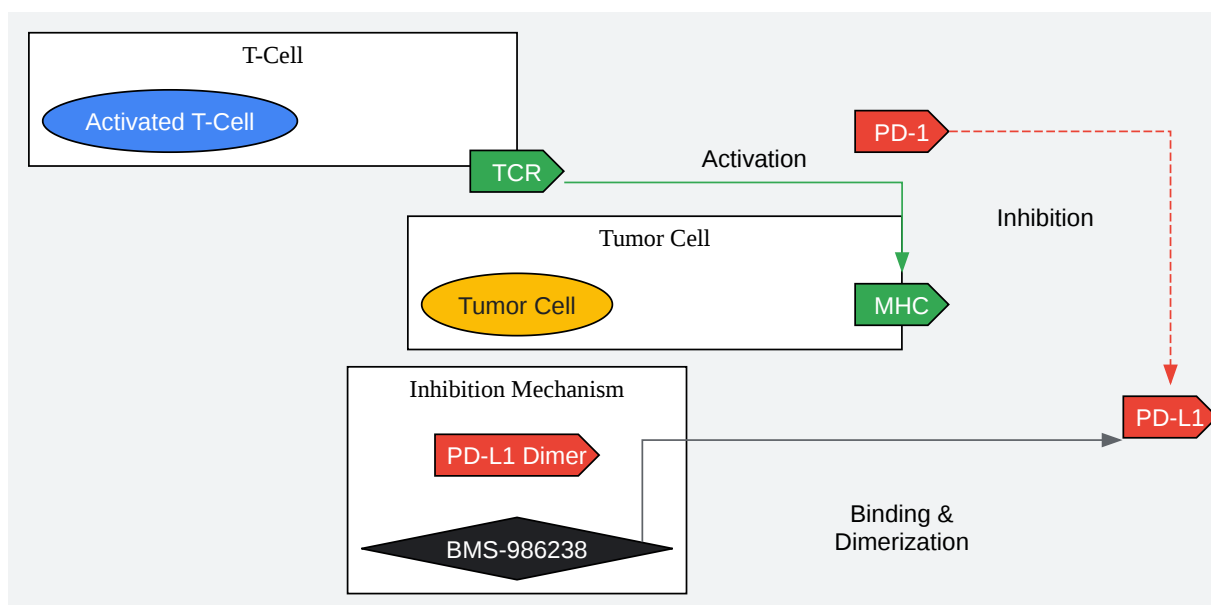 T-Cell
Activated T-Cell
PD-1
Activation
TCR
Inhibition
Tumor Cell
Tumor Cell
MHC
Inhibition Mechanism
PD-L1
PD-L1 Dimer
Binding &
Dimerization
BMS-986238